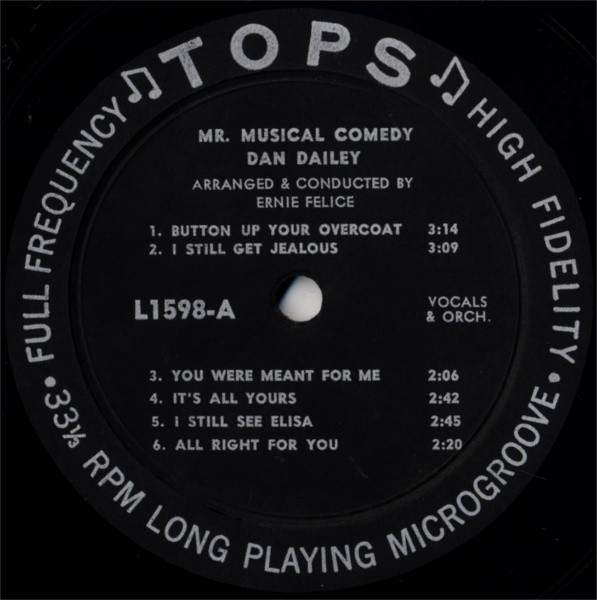 TOPS
FULL FREQUENCY
HIGH FIDELITY
MR. MUSICAL COMEDY
DAN DAILEY
ARRANGED & CONDUCTED BY
ERNIE FELICE
1. BUTTON UP YOUR OVERCOAT 3:14
2. I STILL GET JEALOUS 3:09
L1598-A
VOCALS
& ORCH.
3. YOU WERE MEANT FOR ME 2:06
4. IT'S ALL YOURS 2:42
5. I STILL SEE ELISA 2:45
6. ALL RIGHT FOR YOU 2:20
• 33⅓ RPM LONG PLAYING MICROGROOVE •